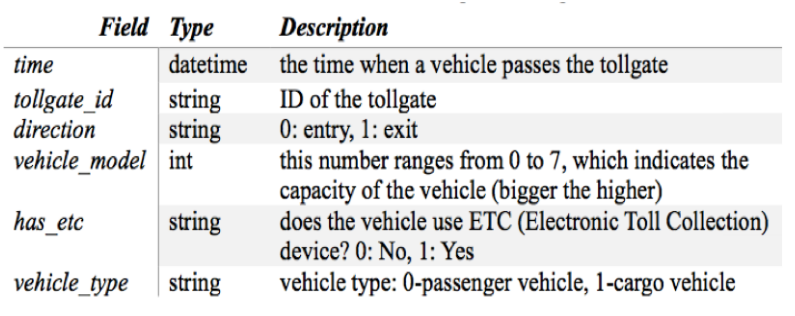 Field Type Description
time datetime the time when a vehicle passes the tollgate
tollgate_id string ID of the tollgate
direction string 0: entry, 1: exit
vehicle_model int this number ranges from 0 to 7, which indicates the
capacity of the vehicle (bigger the higher)
has_etc string does the vehicle use ETC (Electronic Toll Collection)
device? 0: No, 1: Yes
vehicle_type string vehicle type: 0-passenger vehicle, 1-cargo vehicle